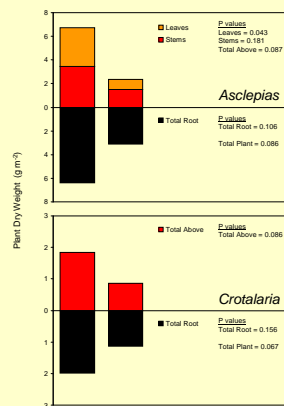 Plant Dry Weight (g m-2)
8
6
4
2
0
2
4
6
8
Leaves
Stems
P values
Leaves = 0.043
Stems = 0.181
Total Above = 0.087
Asclepias
Total Root
P values
Total Root = 0.106
Total Plant = 0.086
3
2
1
0
1
2
Total Above
P values
Total Above = 0.086
Crotalaria
Total Root
P values
Total Root = 0.156
Total Plant = 0.067